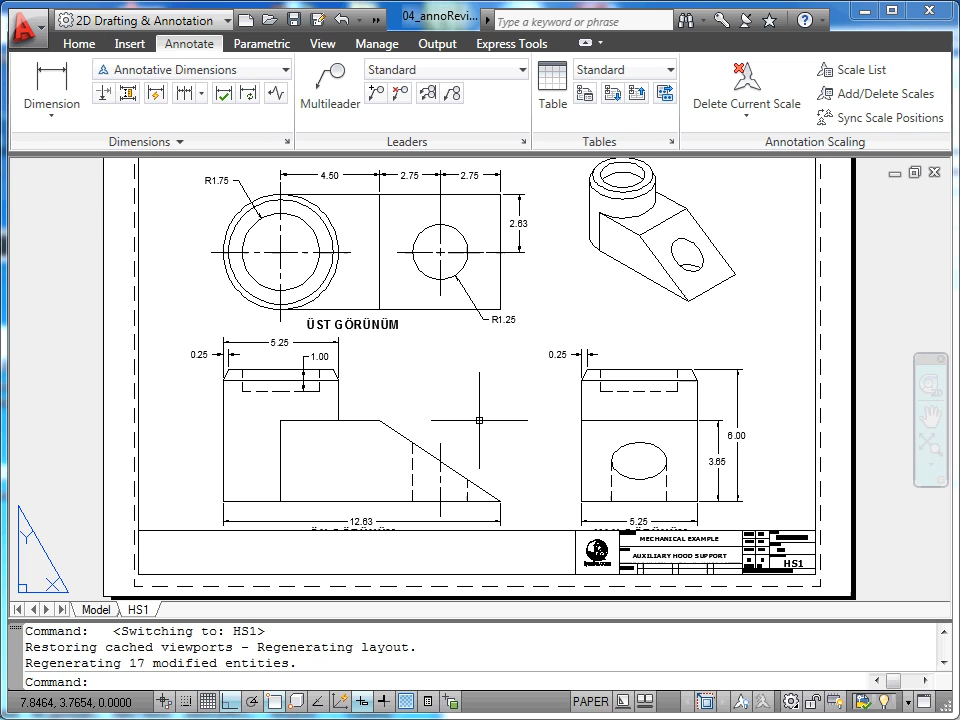 2D Drafting & Annotation
04_annoRevi...
Type a keyword or phrase
Home Insert Annotate Parametric View Manage Output Express Tools
Dimension
Annotative Dimensions
Dimensions
Multileader
Standard
Leaders
Table
Standard
Tables
Delete Current Scale
Scale List
Add/Delete Scales
Sync Scale Positions
Annotation Scaling
R1.75
4.50
2.75
2.75
2.63
R1.25
ÜST GÖRÜNÜM
5.25
0.25
1.00
12.63
0.25
6.00
3.65
5.25
MECHANICAL EXAMPLE
AUXILIARY HOOD SUPPORT
HS1
Y
X
Model HS1
Command: <Switching to: HS1>
Restoring cached viewports - Regenerating layout.
Regenerating 17 modified entities.
Command:
7.8464, 3.7654, 0.0000
PAPER